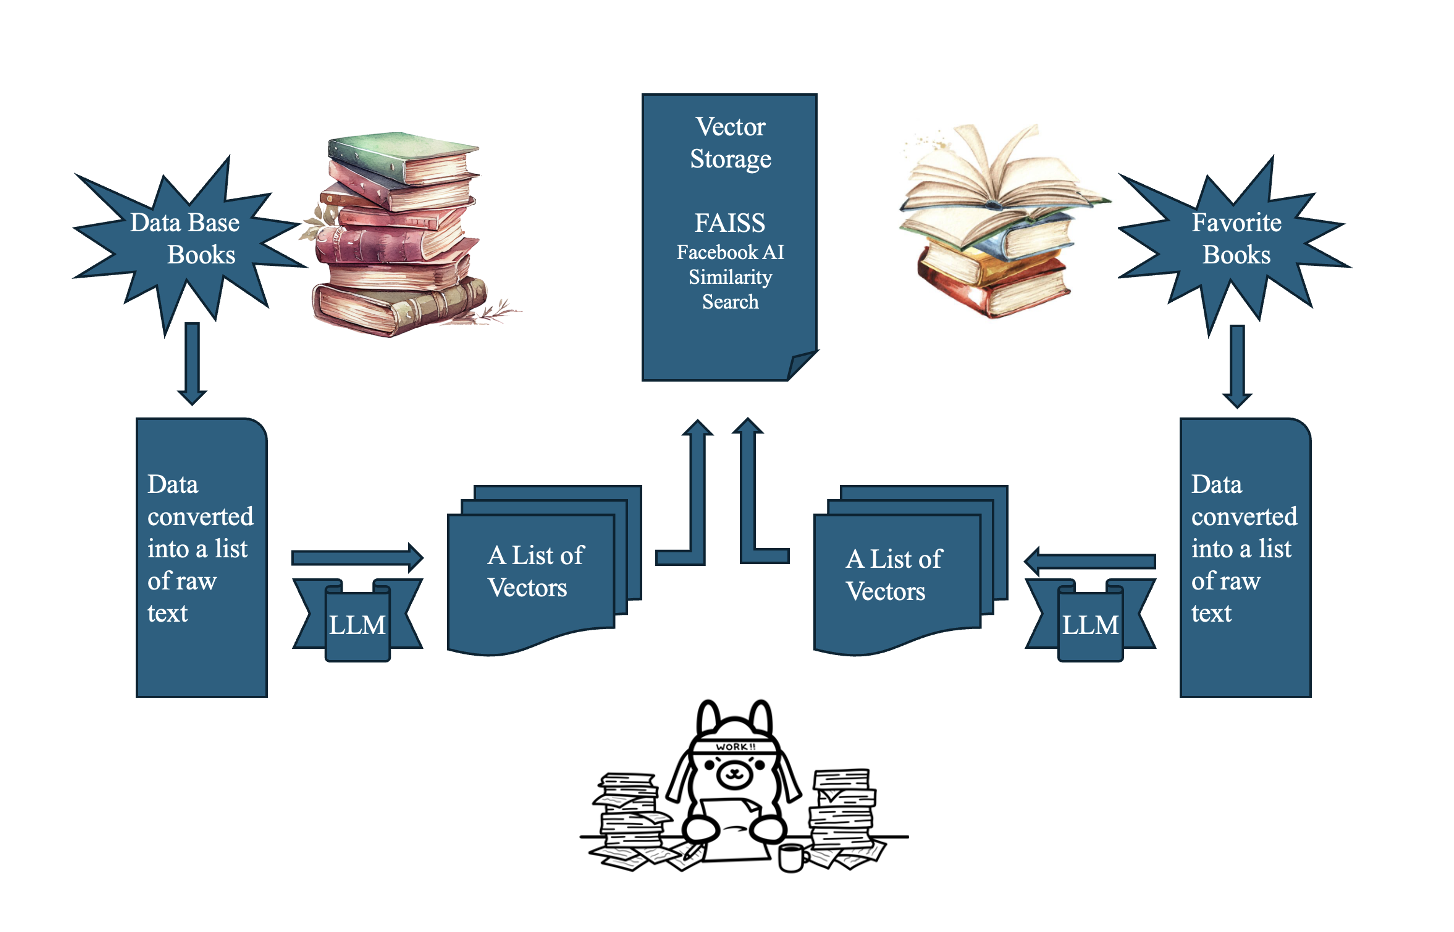 Vector
Storage
FAISS
Facebook AI
Similarity
Search
Data Base
Books
Favorite
Books
Data
converted
into a list
of raw
text
LLM
A List of
Vectors
A List of
Vectors
LLM
Data
converted
into a list
of raw
text
WORK!!